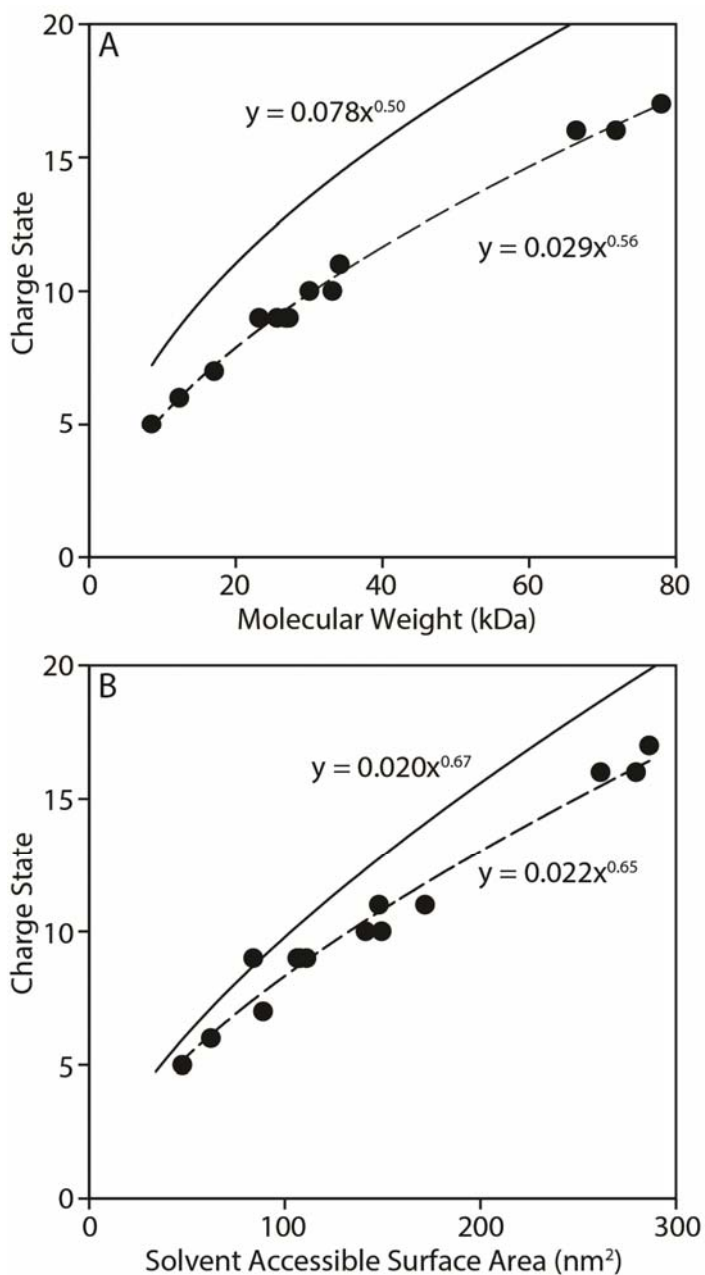 A
20
15
10
5
0
Charge State
y = 0.078x^0.50
y = 0.029x^0.56
0 20 40 60 80
Molecular Weight (kDa)
B
20
15
10
5
0
Charge State
y = 0.020x^0.67
y = 0.022x^0.65
0 100 200 300
Solvent Accessible Surface Area (nm²)